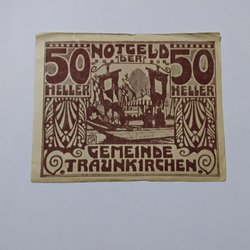 50 NOTGELD 50
HELLER DER HELLER
GEMEINDE
TRAUNKIRCHEN.